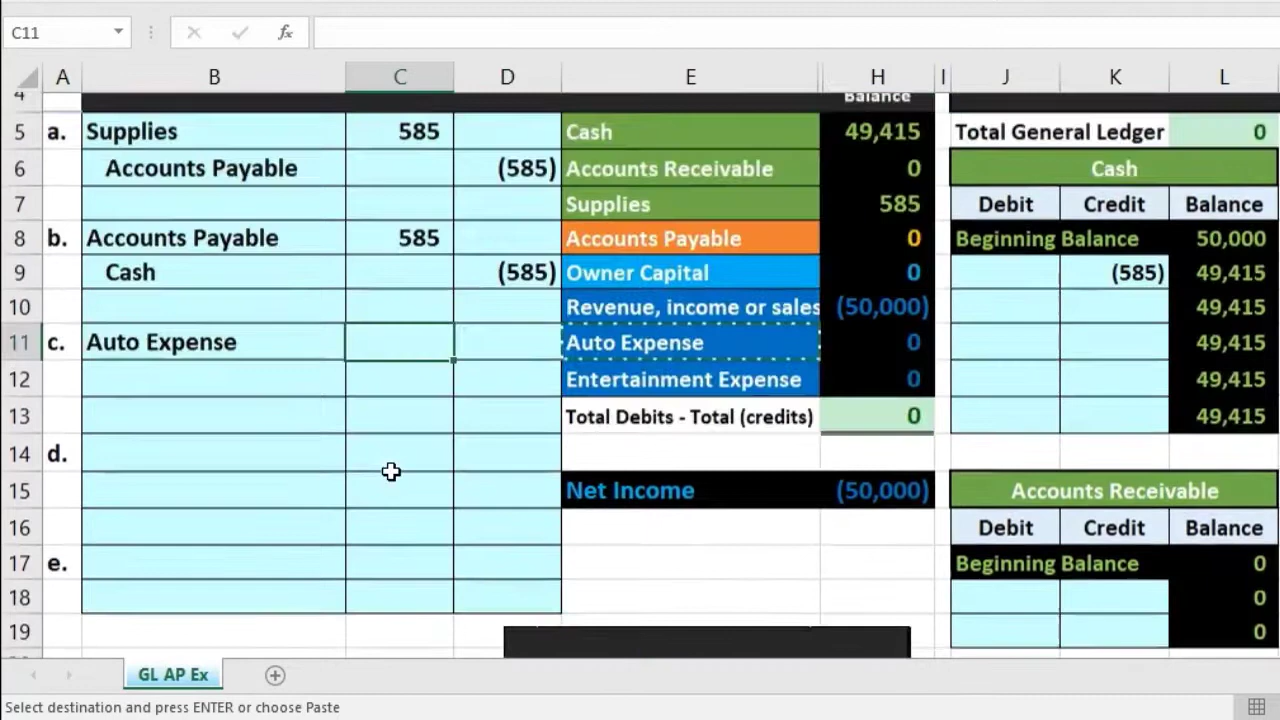 C11
fx
A B C D E H I J K L
4 Balance
5 a. Supplies 585 Cash 49,415 Total General Ledger 0
6 Accounts Payable (585) Accounts Receivable 0 Cash
7 Supplies 585 Debit Credit Balance
8 b. Accounts Payable 585 Accounts Payable 0 Beginning Balance 50,000
9 Cash (585) Owner Capital 0 (585) 49,415
10 Revenue, income or sales (50,000) 49,415
11 c. Auto Expense Auto Expense 0 49,415
12 Entertainment Expense 0 49,415
13 Total Debits - Total (credits) 0 49,415
14 d.
15 Net Income (50,000) Accounts Receivable
16 Debit Credit Balance
17 e. Beginning Balance 0
18 0
19 0
GL AP Ex
Select destination and press ENTER or choose Paste